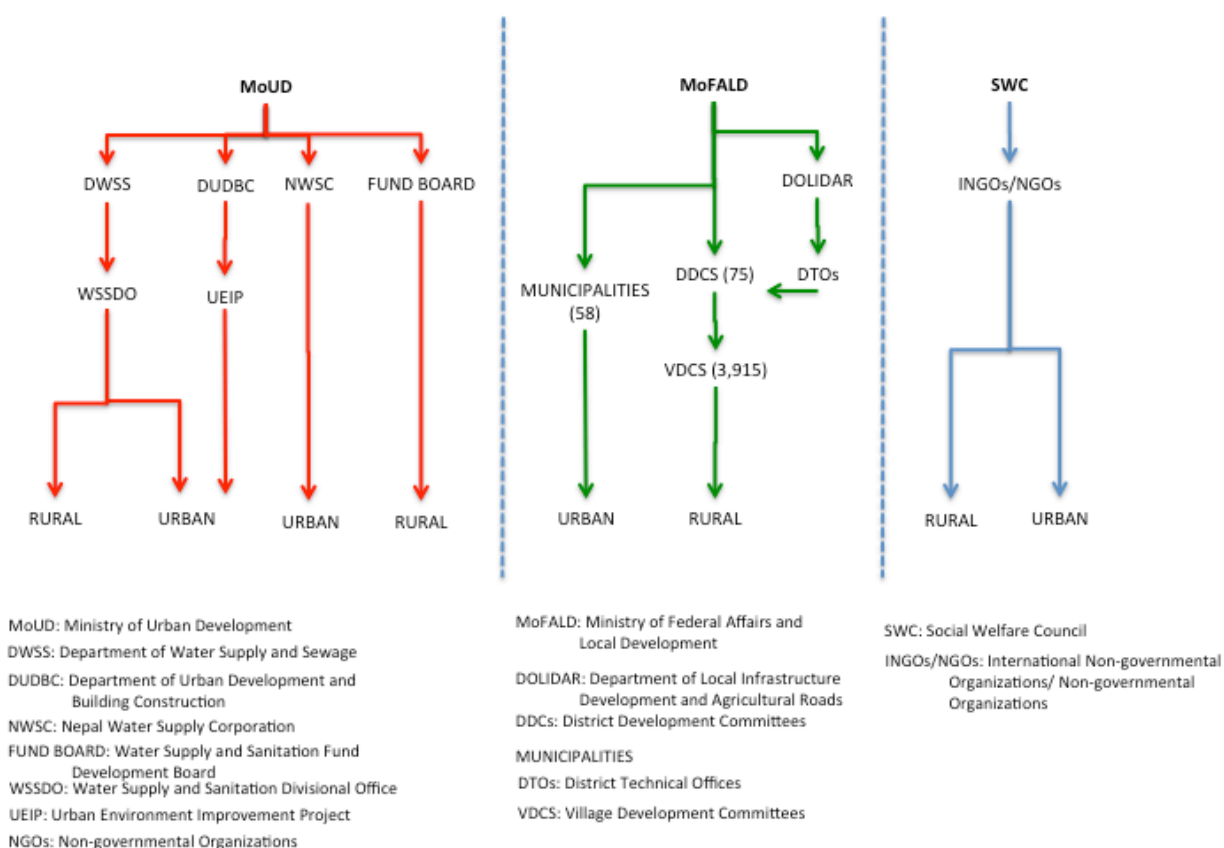 MoUD
MoFALD
SWC
DWSS
DUDBC
NWSC
FUND BOARD
DOLIDAR
INGOs/NGOs
WSSDO
UEIP
MUNICIPALITIES
(58)
DDCS (75)
DTOs
VDCS (3,915)
RURAL
URBAN
URBAN
RURAL
URBAN
RURAL
RURAL
URBAN
MoUD: Ministry of Urban Development
DWSS: Department of Water Supply and Sewage
DUDBC: Department of Urban Development and
Building Construction
NWSC: Nepal Water Supply Corporation
FUND BOARD: Water Supply and Sanitation Fund
Development Board
WSSDO: Water Supply and Sanitation Divisional Office
UEIP: Urban Environment Improvement Project
NGOs: Non-governmental Organizations
MoFALD: Ministry of Federal Affairs and
Local Development
DOLIDAR: Department of Local Infrastructure
Development and Agricultural Roads
DDCs: District Development Committees
MUNICIPALITIES
DTOs: District Technical Offices
VDCS: Village Development Committees
SWC: Social Welfare Council
INGOs/NGOs: International Non-governmental
Organizations/ Non-governmental
Organizations